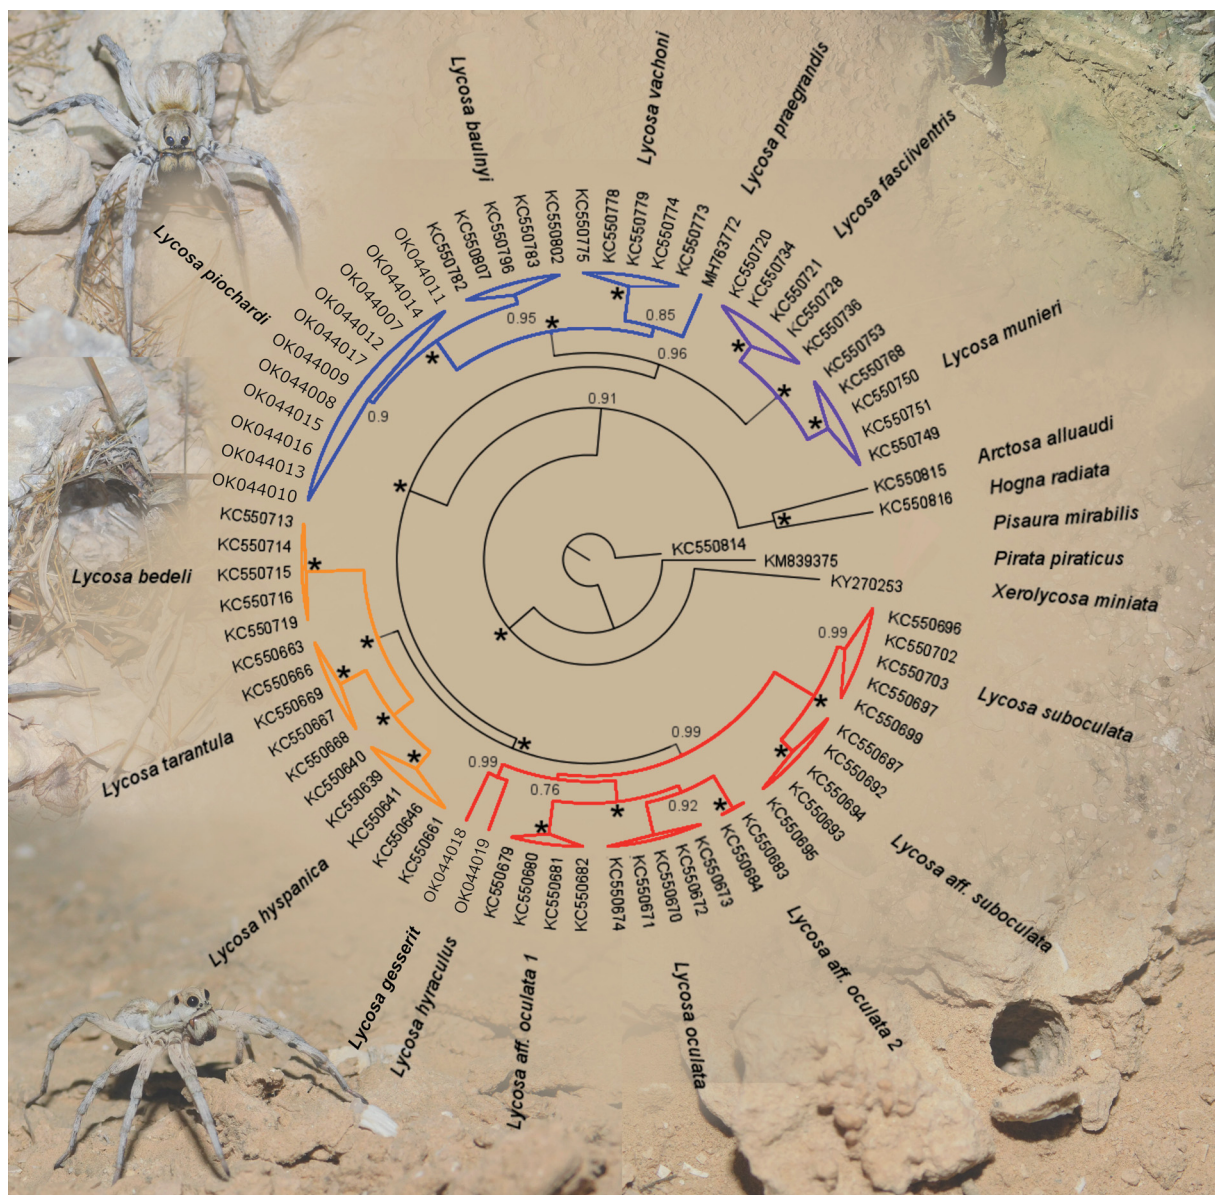 Lycosa piochardi
Lycosa baulnyi
Lycosa vachoni
Lycosa praegrandis
Lycosa fasciiventris
Lycosa munieri
Arctosa alluaudi
Hogna radiata
Pisaura mirabilis
Pirata piraticus
Xerolycosa miniata
Lycosa suboculata
Lycosa aff. suboculata
Lycosa aff. oculata 2
Lycosa oculata
Lycosa aff. oculata 1
Lycosa hyraculus
Lycosa gesserit
Lycosa hyspanica
Lycosa tarantula
Lycosa bedeli
OK044010
OK044013
OK044016
OK044015
OK044008
OK044009
OK044017
OK044012
OK044007
OK044014
OK044011
KC550782
KC550807
KC550796
KC550783
KC550802
KC550775
KC550778
KC550779
KC550774
KC550773
MH763772
KC550720
KC550734
KC550721
KC550728
KC550736
KC550753
KC550768
KC550750
KC550751
KC550749
KC550815
KC550816
KC550814
KM839375
KY270253
KC550696
KC550702
KC550703
KC550697
KC550699
KC550687
KC550692
KC550694
KC550693
KC550695
KC550683
KC550684
KC550673
KC550672
KC550670
KC550671
KC550674
KC550682
KC550681
KC550680
KC550679
OK044019
OK044018
KC550661
KC550646
KC550641
KC550639
KC550640
KC550668
KC550667
KC550669
KC550666
KC550663
KC550719
KC550716
KC550715
KC550714
KC550713
0.95
*
*
0.85
*
0.96
*
*
*
0.9
0.91
*
*
*
*
*
*
*
*
*
0.99
0.76
*
*
0.92
*
0.99
*
*
0.99